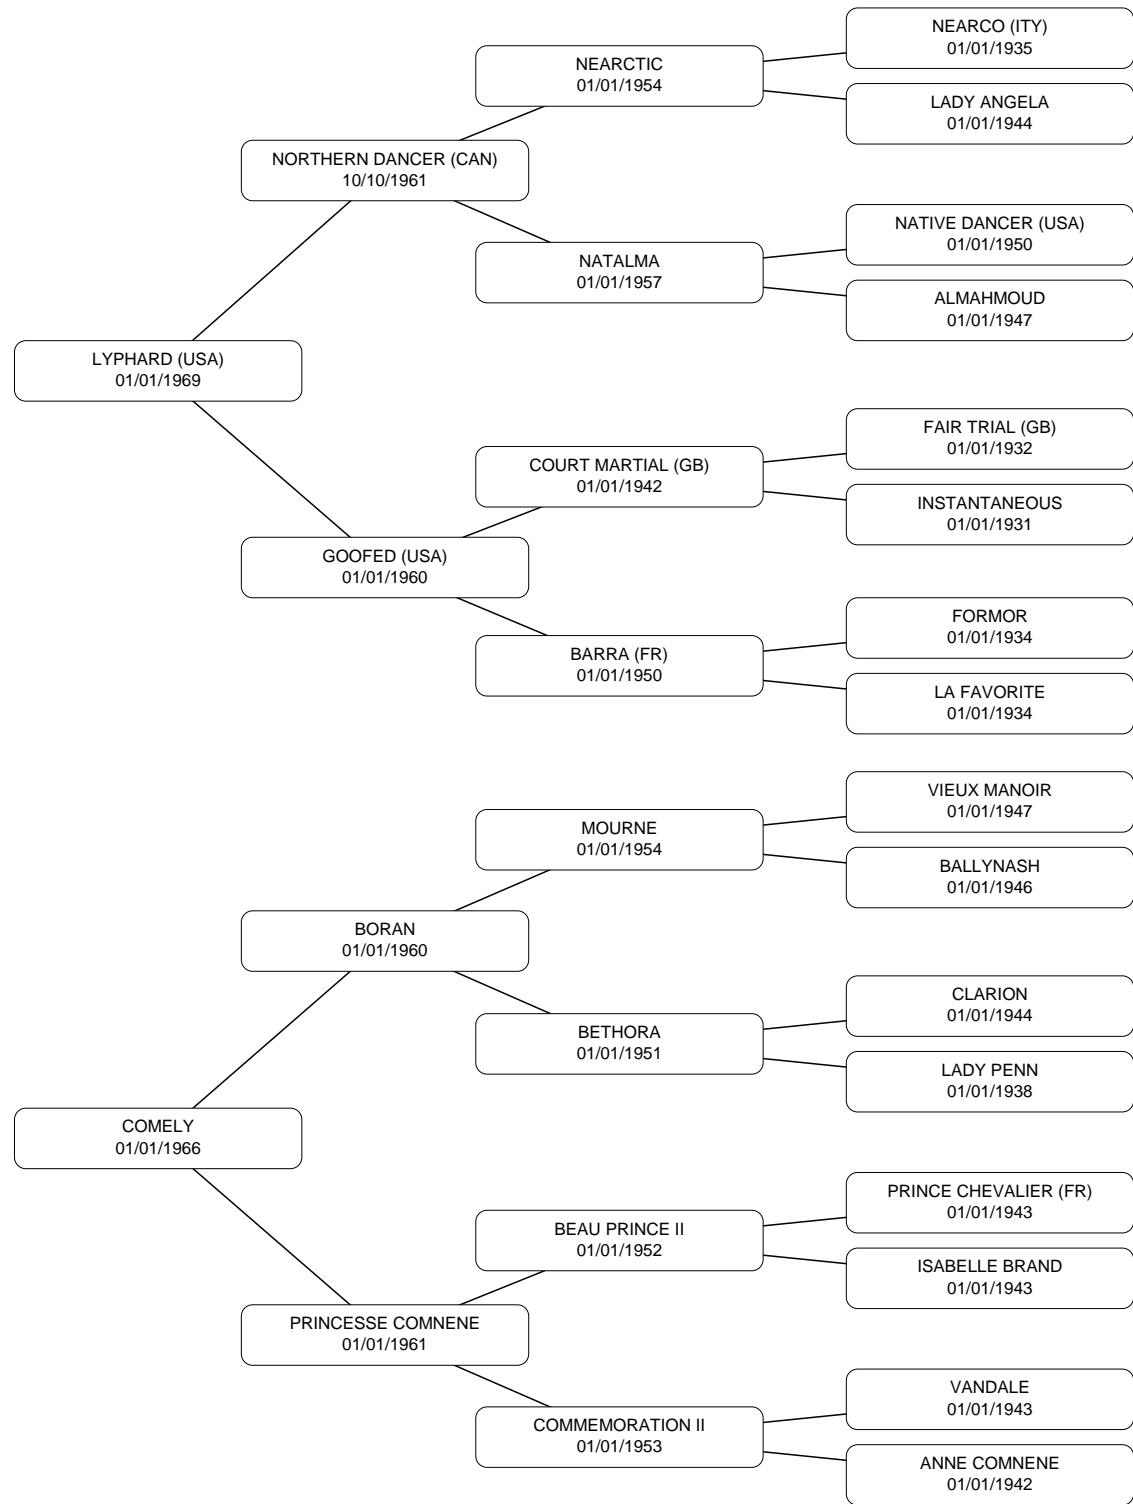 NEARCO (ITY)
01/01/1935
NEARCTIC
01/01/1954
LADY ANGELA
01/01/1944
NORTHERN DANCER (CAN)
10/10/1961
NATIVE DANCER (USA)
01/01/1950
NATALMA
01/01/1957
ALMAHMOUD
01/01/1947
LYPHARD (USA)
01/01/1969
FAIR TRIAL (GB)
01/01/1932
COURT MARTIAL (GB)
01/01/1942
INSTANTANEOUS
01/01/1931
GOOFED (USA)
01/01/1960
FORMOR
01/01/1934
BARRA (FR)
01/01/1950
LA FAVORITE
01/01/1934
VIEUX MANOIR
01/01/1947
MOURNE
01/01/1954
BALLYNASH
01/01/1946
BORAN
01/01/1960
CLARION
01/01/1944
BETHORA
01/01/1951
LADY PENN
01/01/1938
COMELY
01/01/1966
PRINCE CHEVALIER (FR)
01/01/1943
BEAU PRINCE II
01/01/1952
ISABELLE BRAND
01/01/1943
PRINCESSE COMNENE
01/01/1961
VANDALE
01/01/1943
COMMEMORATION II
01/01/1953
ANNE COMNENE
01/01/1942